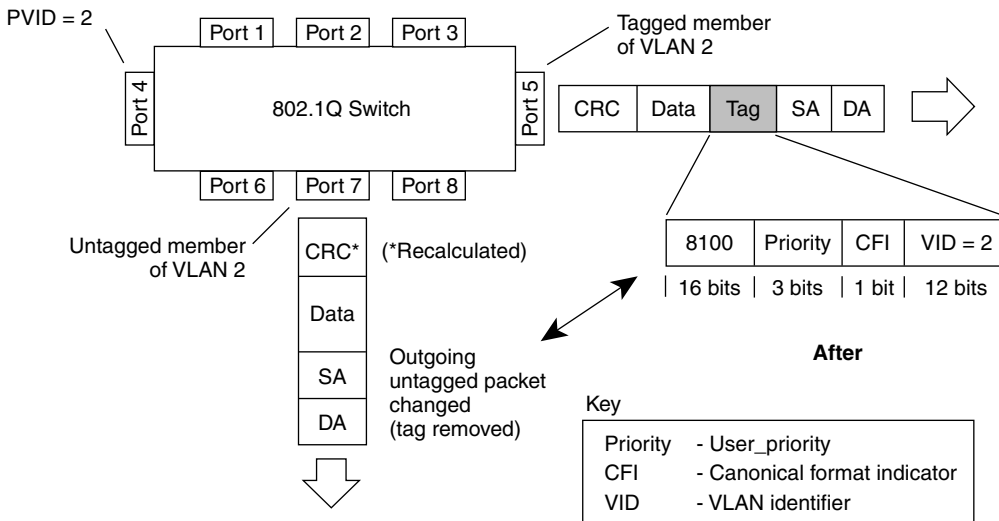 PVID = 2
Port 1
Port 2
Port 3
Tagged member
of VLAN 2
Port 4
802.1Q Switch
Port 5
CRC
Data
Tag
SA
DA
Port 6
Port 7
Port 8
Untagged member
of VLAN 2
CRC*
(*Recalculated)
8100
Priority
CFI
VID = 2
16 bits
3 bits
1 bit
12 bits
Data
After
SA
DA
Outgoing
untagged packet
changed
(tag removed)
Key
Priority - User_priority
CFI - Canonical format indicator
VID - VLAN identifier